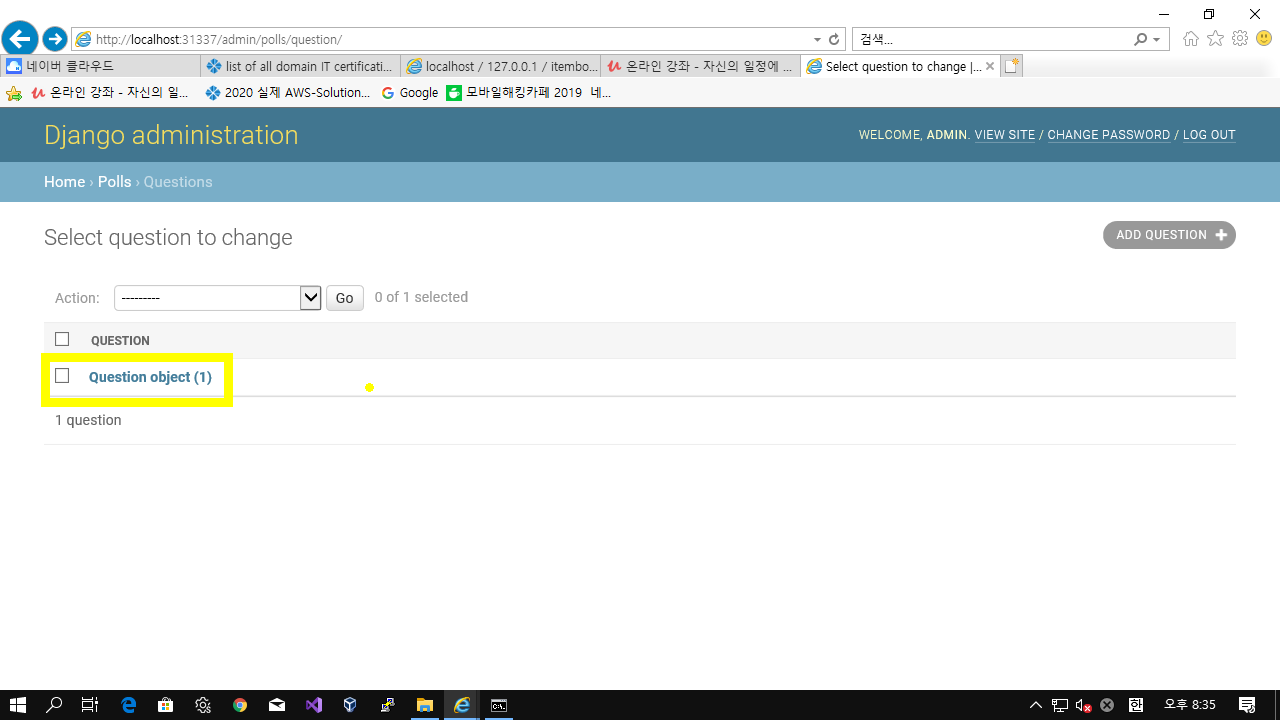 http://localhost:31337/admin/polls/question/
검색...
네이버 클라우드
list of all domain IT certificati...
localhost / 127.0.0.1 / itembo...
온라인 강좌 - 자신의 일정에 ...
Select question to change |...
온라인 강좌 - 자신의 일...
2020 실제 AWS-Solution...
Google
모바일해킹카페 2019 네...
Django administration
WELCOME, ADMIN. VIEW SITE / CHANGE PASSWORD / LOG OUT
Home › Polls › Questions
Select question to change
ADD QUESTION
Action:
---------
Go
0 of 1 selected
QUESTION
Question object (1)
1 question
한
오후 8:35